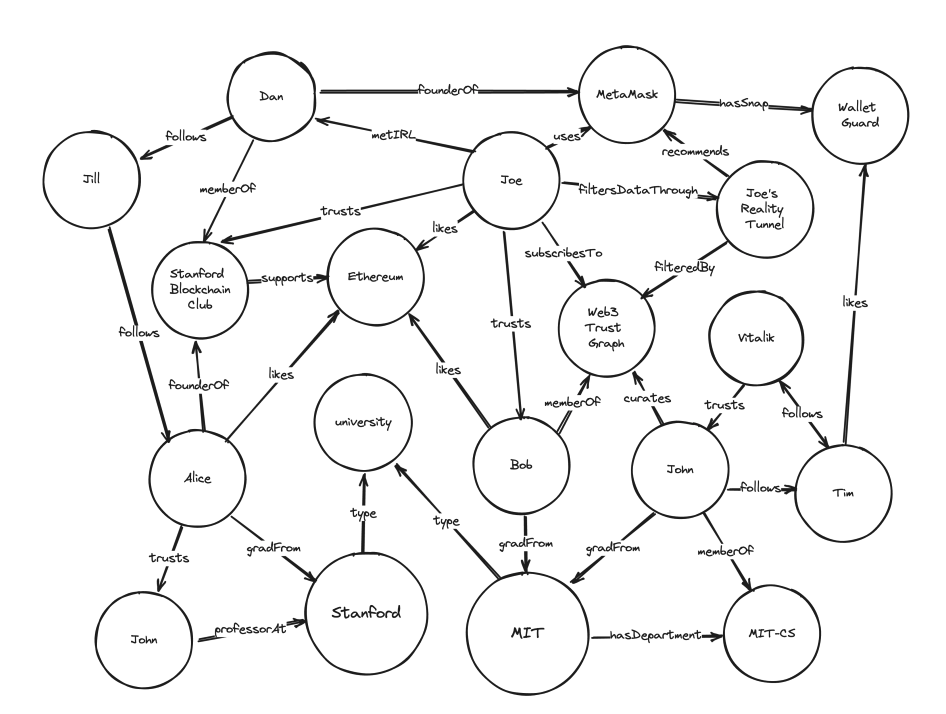 founderOf
Dan
MetaMask
hasSnap
Wallet
Guard
follows
metIRL
uses
recommends
Jill
Joe
memberOf
filtersDataThrough
Joe's
Reality
Tunnel
trusts
likes
subscribesTo
filteredBy
Stanford
Blockchain
Club
supports
Ethereum
likes
Web3
Trust
Graph
trusts
follows
Vitalik
likes
likes
founderOf
memberOf
curates
trusts
follows
university
Alice
Bob
John
follows
Tim
type
type
trusts
gradFrom
gradFrom
gradFrom
memberOf
John
professorAt
Stanford
MIT
hasDepartment
MIT-CS